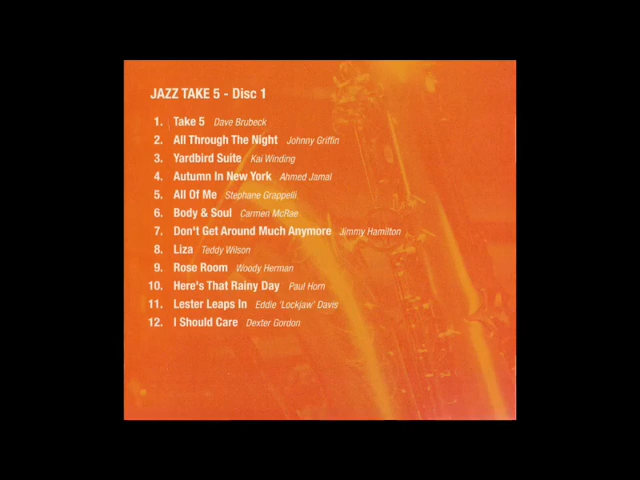 JAZZ TAKE 5 - Disc 1
1. Take 5 Dave Brubeck
2. All Through The Night Johnny Griffin
3. Yardbird Suite Kai Winding
4. Autumn In New York Ahmed Jamal
5. All Of Me Stephane Grappelli
6. Body & Soul Carmen McRae
7. Don't Get Around Much Anymore Jimmy Hamilton
8. Liza Teddy Wilson
9. Rose Room Woody Herman
10. Here's That Rainy Day Paul Horn
11. Lester Leaps In Eddie 'Lockjaw' Davis
12. I Should Care Dexter Gordon